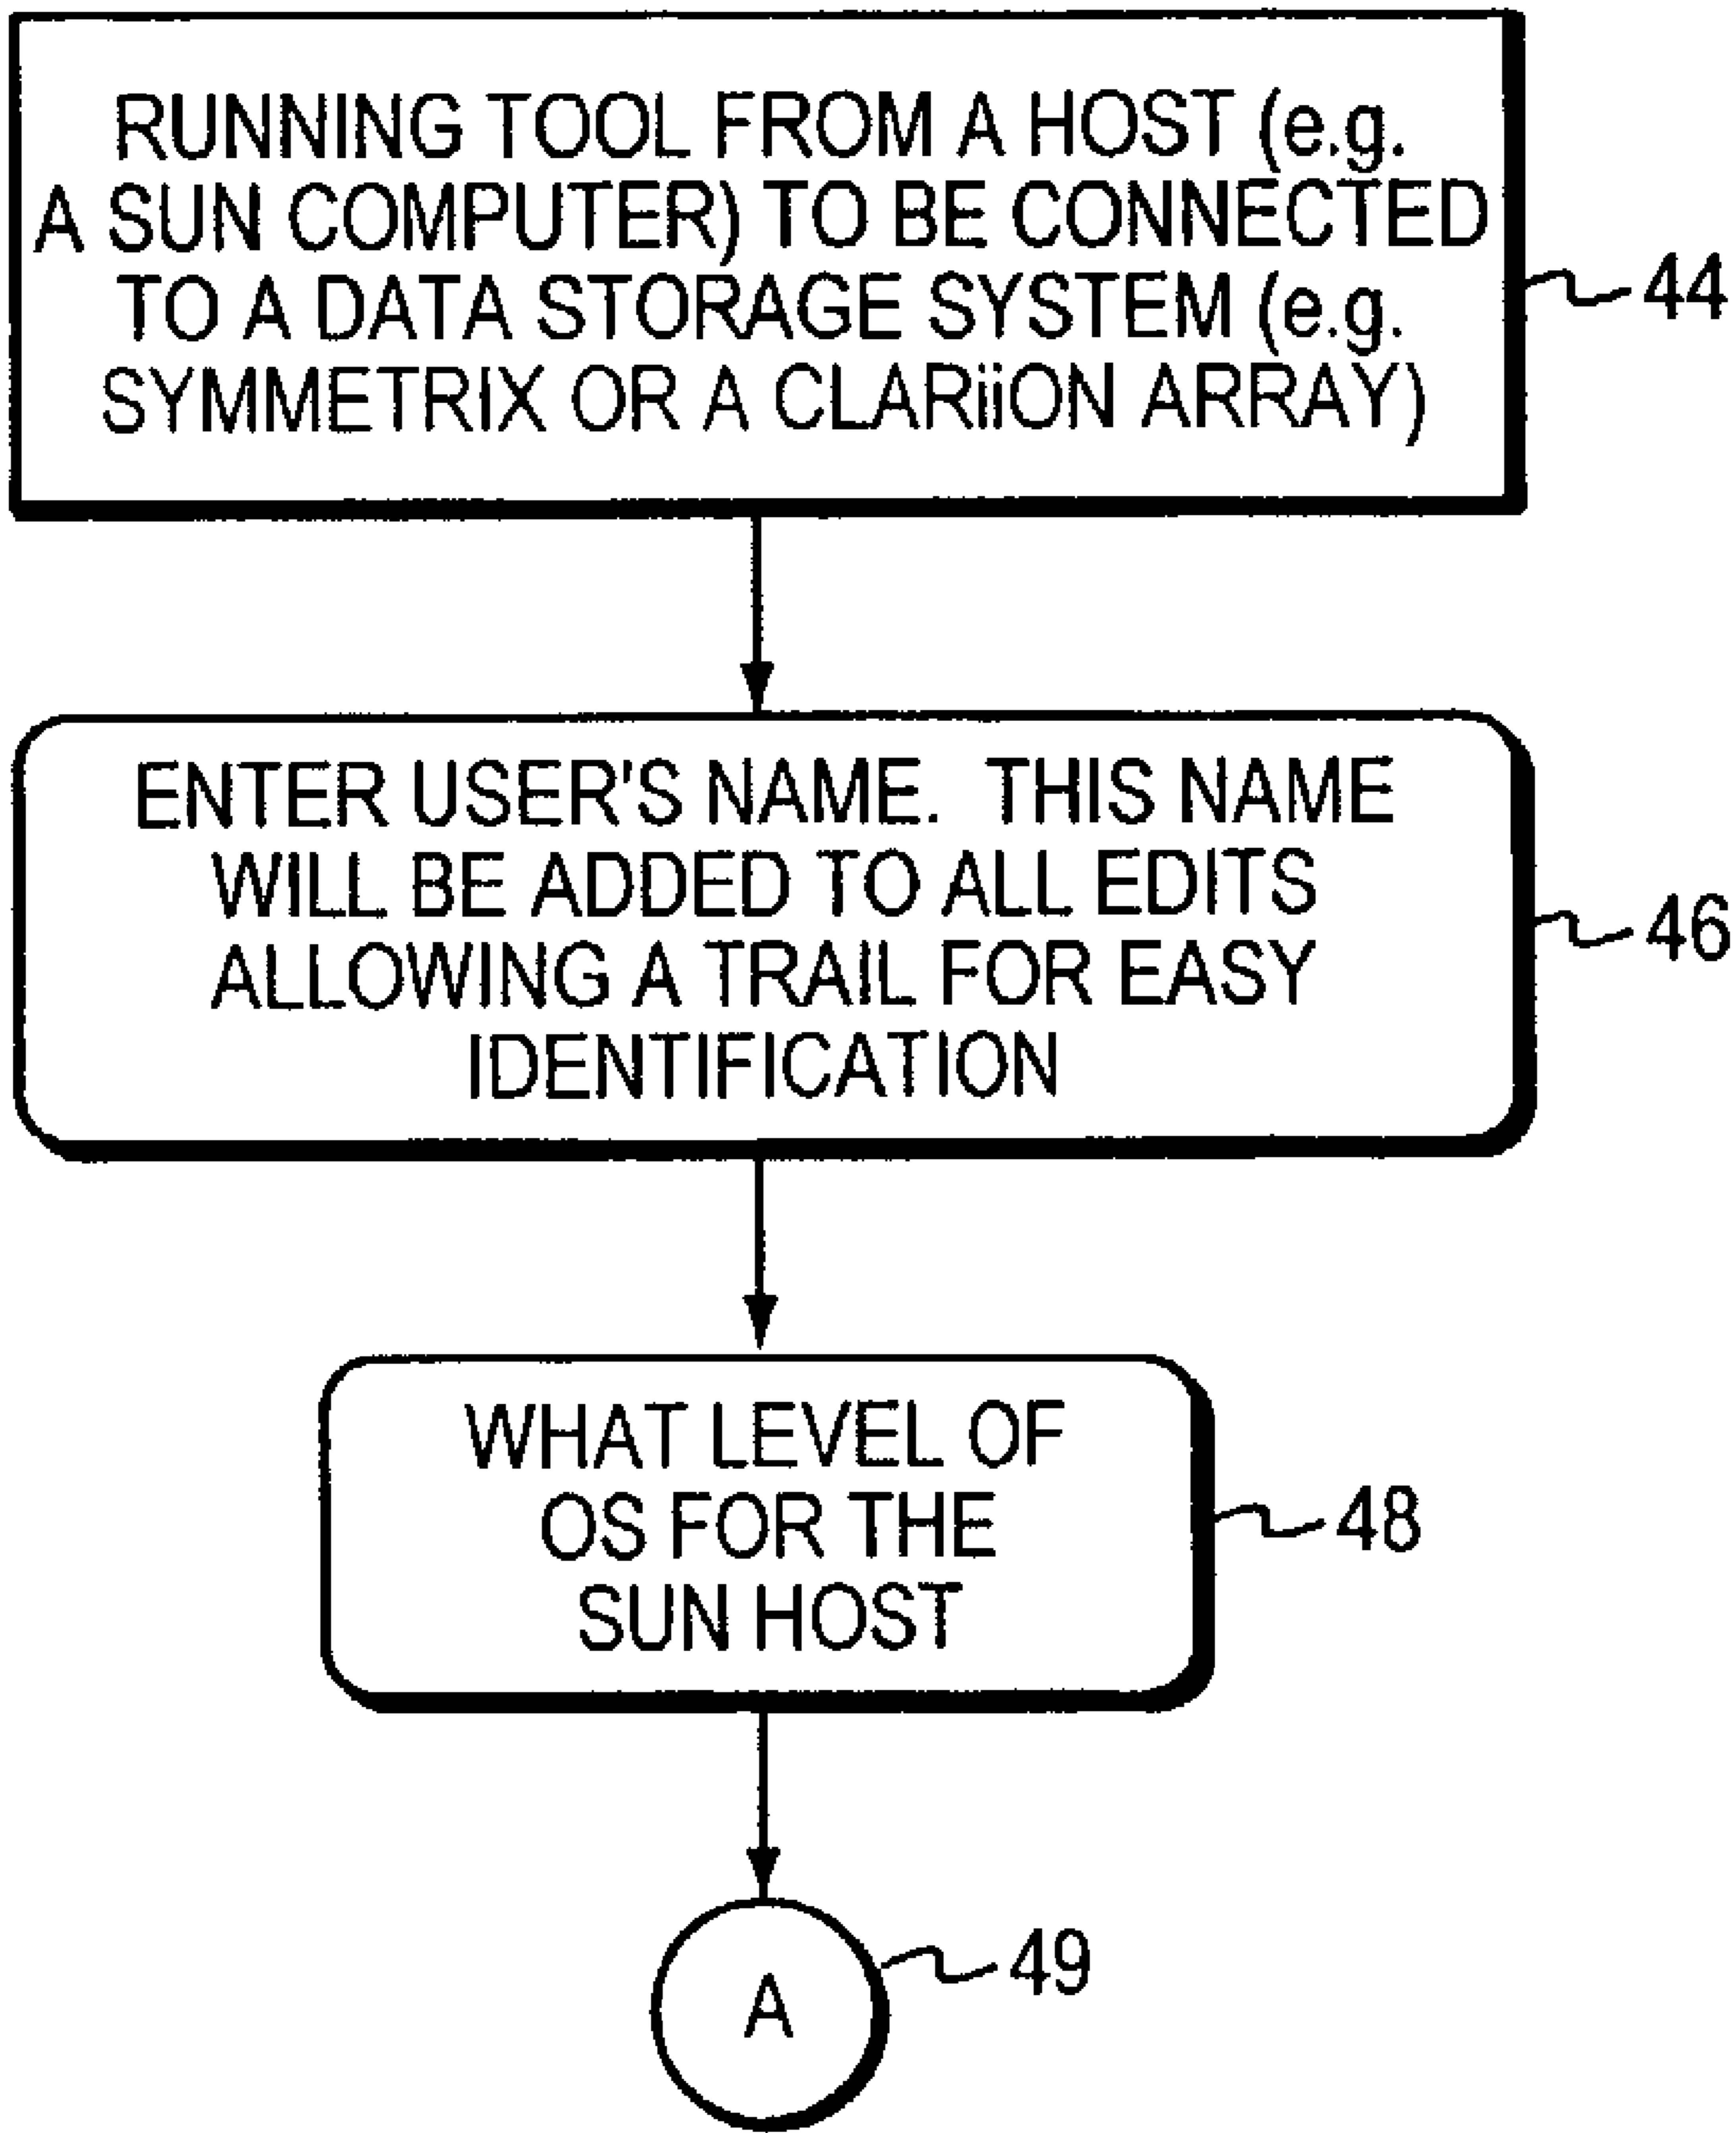 RUNNING TOOL FROM A HOST (e.g.
A SUN COMPUTER) TO BE CONNECTED
TO A DATA STORAGE SYSTEM (e.g.
SYMMETRIX OR A CLARiiON ARRAY)
44
ENTER USER'S NAME. THIS NAME
WILL BE ADDED TO ALL EDITS
ALLOWING A TRAIL FOR EASY
IDENTIFICATION
46
WHAT LEVEL OF
OS FOR THE
SUN HOST
48
A
49